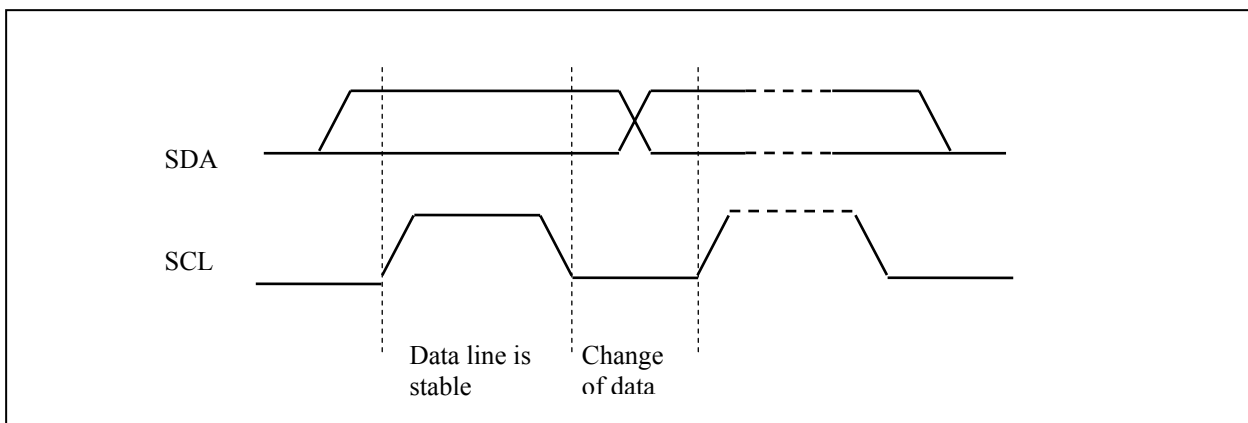 SDA
SCL
Data line is
stable
Change
of data